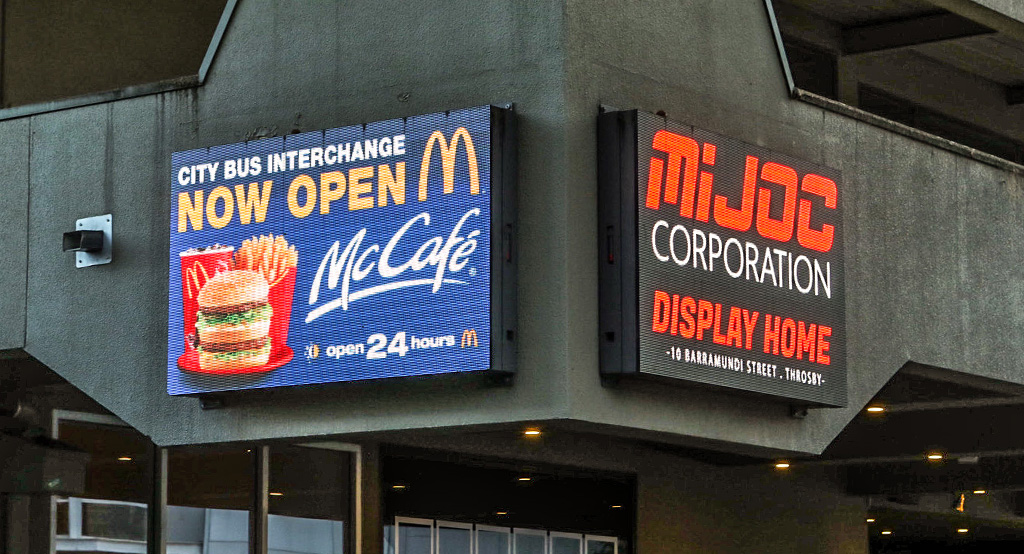 CITY BUS INTERCHANGE
NOW OPEN
McCafé®
open 24 hours
MIJOC
CORPORATION
DISPLAY HOME
-10 BARRAMUNDI STREET . THROSBY-